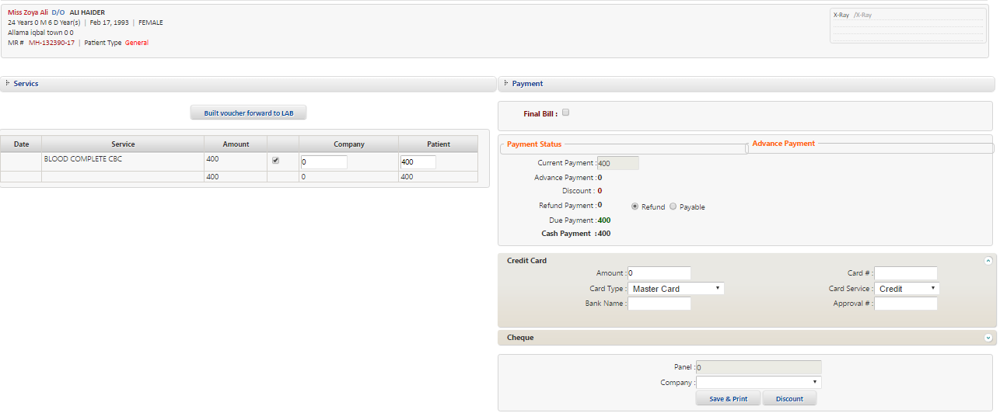 Miss Zoya Ali D/O ALI HAIDER
24 Years 0 M 6 D Year(s) | Feb 17, 1993 | FEMALE
Allama iqbal town 0 0
MR # MH-132390-17 | Patient Type General
X-Ray /X-Ray
Servics
Built voucher forward to LAB
Date Service Amount Company Patient
BLOOD COMPLETE CBC 400 0 400
400 0 400
Payment
Final Bill :
Payment Status Advance Payment
Current Payment : 400
Advance Payment : 0
Discount : 0
Refund Payment : 0 Refund Payable
Due Payment : 400
Cash Payment : 400
Credit Card
Amount : 0 Card # :
Card Type : Master Card Card Service : Credit
Bank Name : Approval # :
Cheque
Panel : 0
Company :
Save & Print Discount